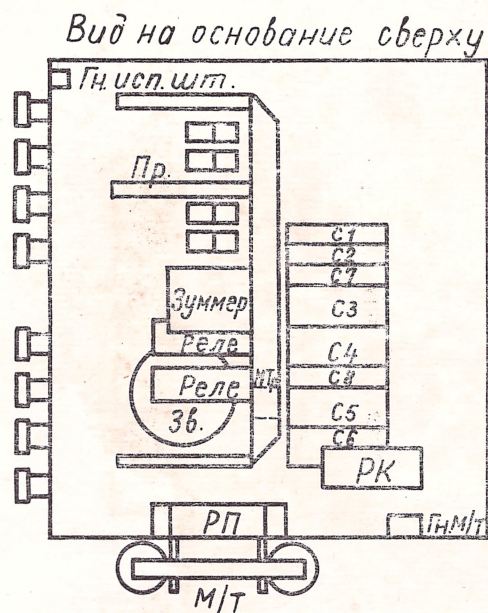 Вид на основание сверху
Гн. исп. шт.
Пр.
С1
С2
С7
Зуммер
С3
Реле
С4
Реле
МТр
С8
Зв.
С5
С6
РК
РП
Гн.М/т
М/Т